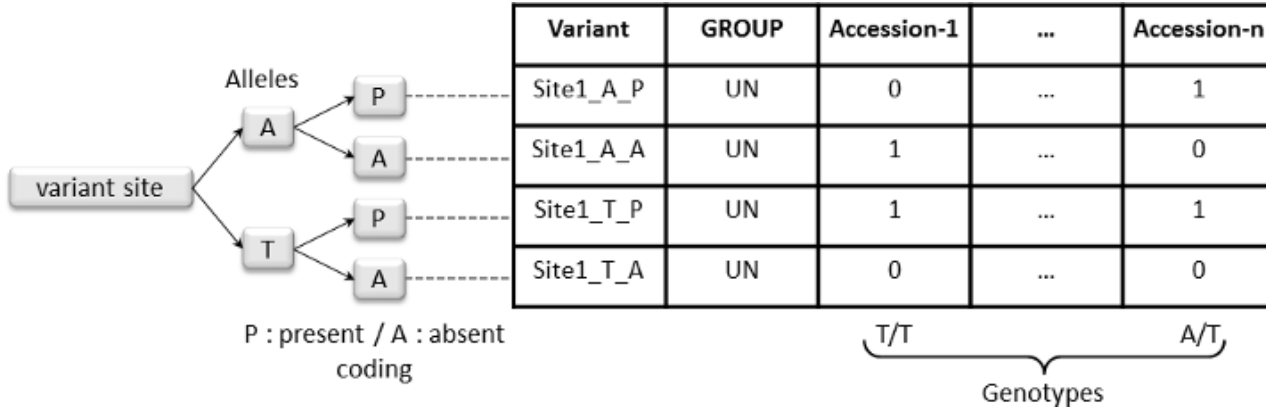 Variant GROUP Accession-1 ... Accession-n
Alleles
Site1_A_P UN 0 ... 1
P
A
Site1_A_A UN 1 ... 0
A
variant site
Site1_T_P UN 1 ... 1
P
T
Site1_T_A UN 0 ... 0
A
P : present / A : absent
coding
T/T A/T
Genotypes